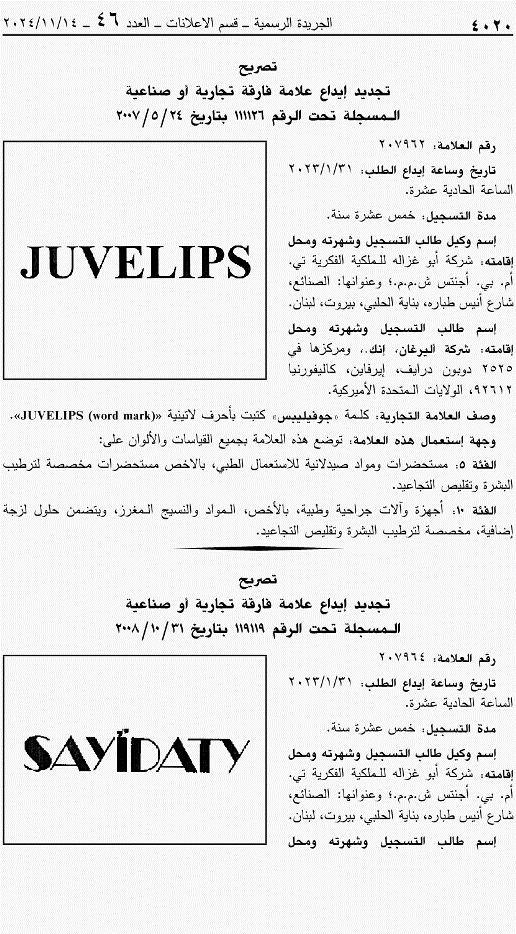 ٤٠٢٠
الجريدة الرسمية ـ قسم الاعلانات ـ العدد ٤٦ ـ ٢٠٢٤/١١/١٤
تصريح
تجديد إيداع علامة فارقة تجارية أو صناعية
المسجلة تحت الرقم ١١١١٢٦ بتاريخ ٢٠٠٧/٥/٢٤
رقم العلامة: ٢٠٧٩٦٢
تاريخ وساعة إيداع الطلب: ٢٠٢٣/١/٣١
الساعة الحادية عشرة.
مدة التسجيل: خمس عشرة سنة.
إسم وكيل طالب التسجيل وشهرته ومحل
إقامته: شركة أبو غزاله للملكية الفكرية تي.
أم. بي. أجنتس ش.م.م.؛ وعنوانها: الصنائع،
شارع أنيس طباره، بناية الحلبي، بيروت، لبنان.
إسم طالب التسجيل وشهرته ومحل
إقامته: شركة اليرغان، إنك.، ومركزها في
٢٥٢٥ دوبون درايف، إيرفاين، كاليفورنيا
٩٢٦١٢، الولايات المتحدة الأميركية.
JUVELIPS
وصف العلامة التجارية: كلمة «جوفيليبس» كتبت بأحرف لاتينية «JUVELIPS (word mark)».
وجهة إستعمال هذه العلامة: توضع هذه العلامة بجميع القياسات والألوان على:
الفئة ٥: مستحضرات ومواد صيدلانية للاستعمال الطبي، بالاخص مستحضرات مخصصة لترطيب
البشرة وتقليص التجاعيد.
الفئة ١٠: أجهزة وآلات جراحية وطبية، بالأخص، المواد والنسيج المغرز، ويتضمن حلول لزجة
إضافية، مخصصة لترطيب البشرة وتقليص التجاعيد.
تصريح
تجديد إيداع علامة فارقة تجارية أو صناعية
المسجلة تحت الرقم ١١٩١١٩ بتاريخ ٢٠٠٨/١٠/٣١
رقم العلامة: ٢٠٧٩٦٤
تاريخ وساعة إيداع الطلب: ٢٠٢٣/١/٣١
الساعة الحادية عشرة.
مدة التسجيل: خمس عشرة سنة.
إسم وكيل طالب التسجيل وشهرته ومحل
إقامته: شركة أبو غزاله للملكية الفكرية تي.
أم. بي. أجنتس ش.م.م.؛ وعنوانها: الصنائع،
شارع أنيس طباره، بناية الحلبي، بيروت، لبنان.
إسم طالب التسجيل وشهرته ومحل
SAYIDATY